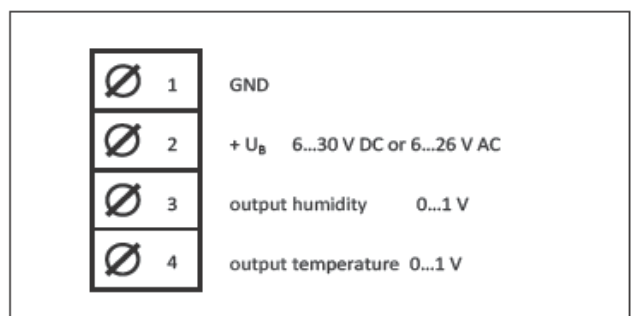 1 GND
2 + UB 6...30 V DC or 6...26 V AC
3 output humidity 0...1 V
4 output temperature 0...1 V